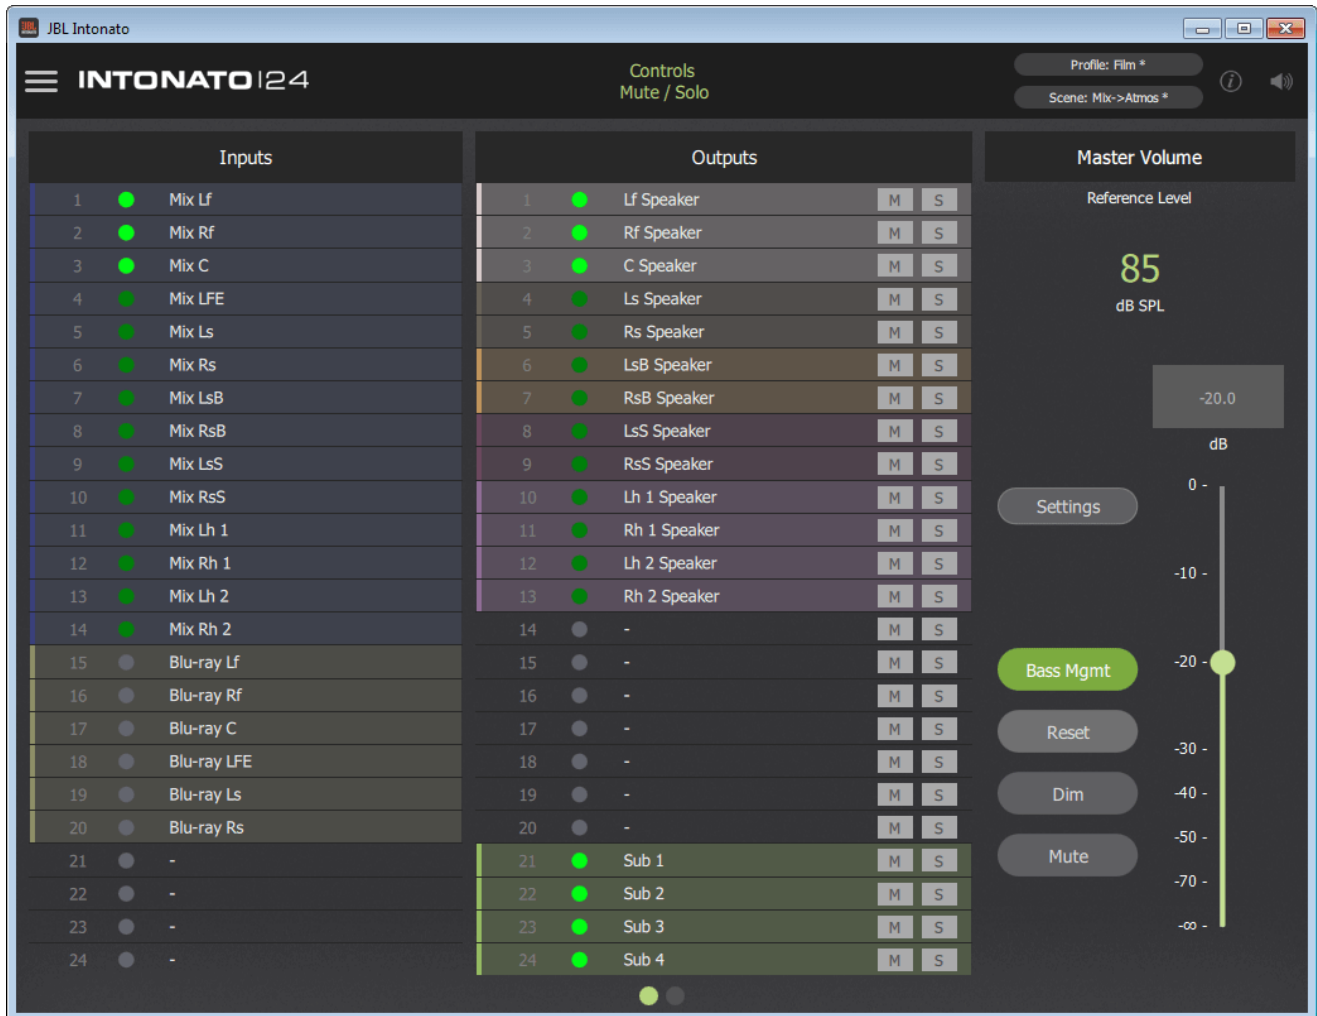 JBL Intonato
INTONATO|24
Controls
Mute / Solo
Profile: Film *
Scene: Mix->Atmos *
i
Inputs
1 Mix Lf
2 Mix Rf
3 Mix C
4 Mix LFE
5 Mix Ls
6 Mix Rs
7 Mix LsB
8 Mix RsB
9 Mix LsS
10 Mix RsS
11 Mix Lh 1
12 Mix Rh 1
13 Mix Lh 2
14 Mix Rh 2
15 Blu-ray Lf
16 Blu-ray Rf
17 Blu-ray C
18 Blu-ray LFE
19 Blu-ray Ls
20 Blu-ray Rs
21 -
22 -
23 -
24 -
Outputs
1 Lf Speaker M S
2 Rf Speaker M S
3 C Speaker M S
4 Ls Speaker M S
5 Rs Speaker M S
6 LsB Speaker M S
7 RsB Speaker M S
8 LsS Speaker M S
9 RsS Speaker M S
10 Lh 1 Speaker M S
11 Rh 1 Speaker M S
12 Lh 2 Speaker M S
13 Rh 2 Speaker M S
14 - M S
15 - M S
16 - M S
17 - M S
18 - M S
19 - M S
20 - M S
21 Sub 1 M S
22 Sub 2 M S
23 Sub 3 M S
24 Sub 4 M S
Master Volume
Reference Level
85
dB SPL
-20.0
dB
Settings
Bass Mgmt
Reset
Dim
Mute
0 -
-10 -
-20 -
-30 -
-40 -
-50 -
-70 -
-∞ -